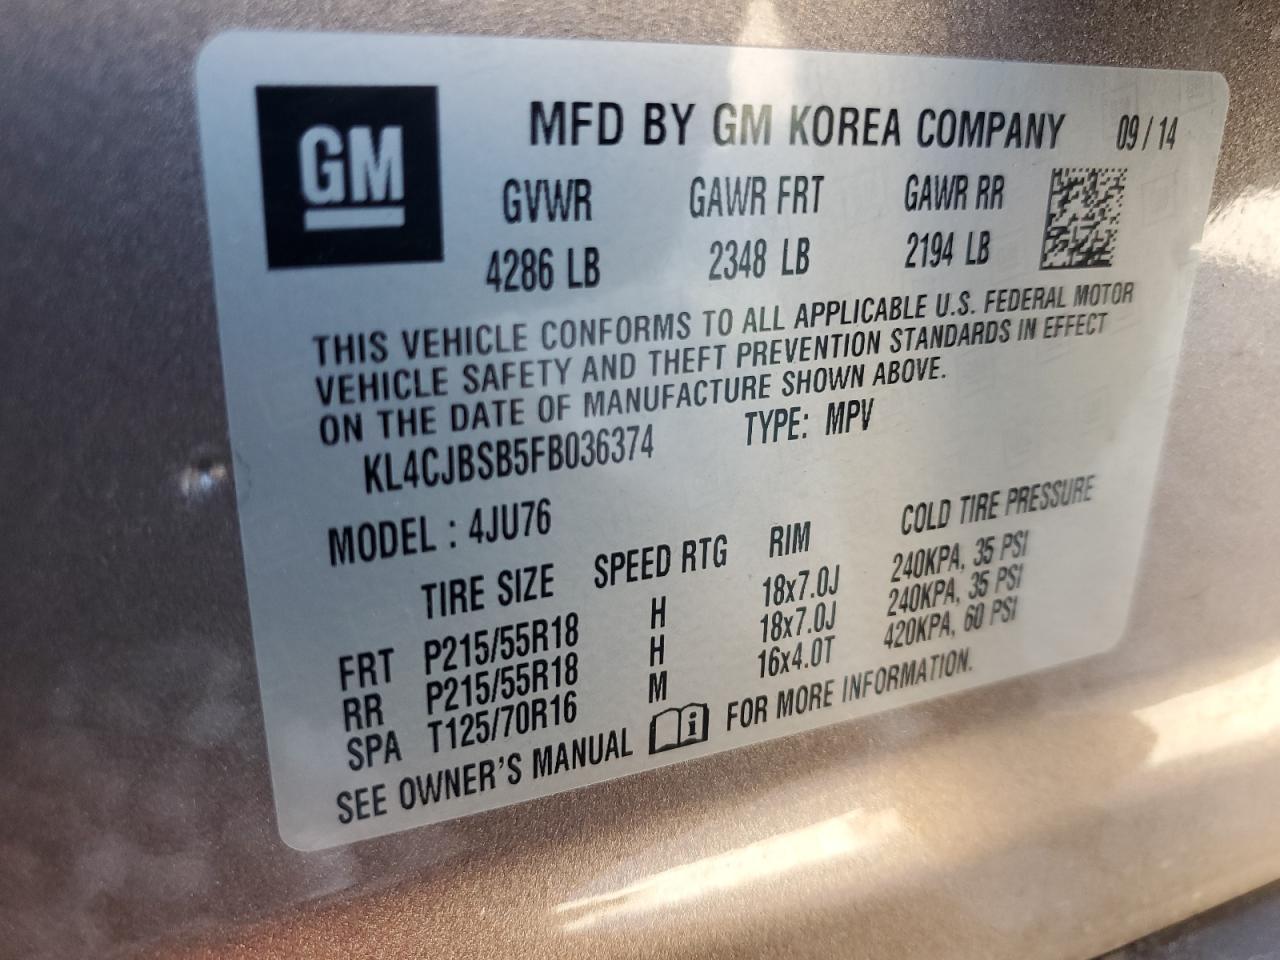 GM
MFD BY GM KOREA COMPANY 09/14
GVWR GAWR FRT GAWR RR
4286 LB 2348 LB 2194 LB
THIS VEHICLE CONFORMS TO ALL APPLICABLE U.S. FEDERAL MOTOR
VEHICLE SAFETY AND THEFT PREVENTION STANDARDS IN EFFECT
ON THE DATE OF MANUFACTURE SHOWN ABOVE.
KL4CJBSB5FB036374 TYPE: MPV
MODEL : 4JU76
TIRE SIZE SPEED RTG RIM COLD TIRE PRESSURE
FRT P215/55R18 H 18x7.0J 240KPA, 35 PSI
RR P215/55R18 H 18x7.0J 240KPA, 35 PSI
SPA T125/70R16 M 16x4.0T 420KPA, 60 PSI
SEE OWNER'S MANUAL i FOR MORE INFORMATION.